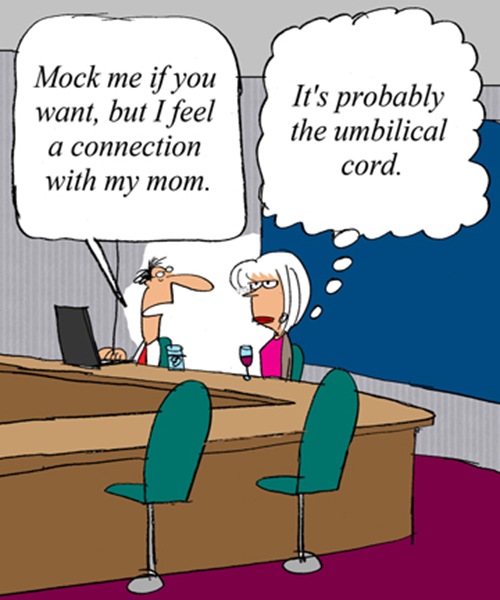 Mock me if you
want, but I feel
a connection
with my mom.
It's probably
the umbilical
cord.